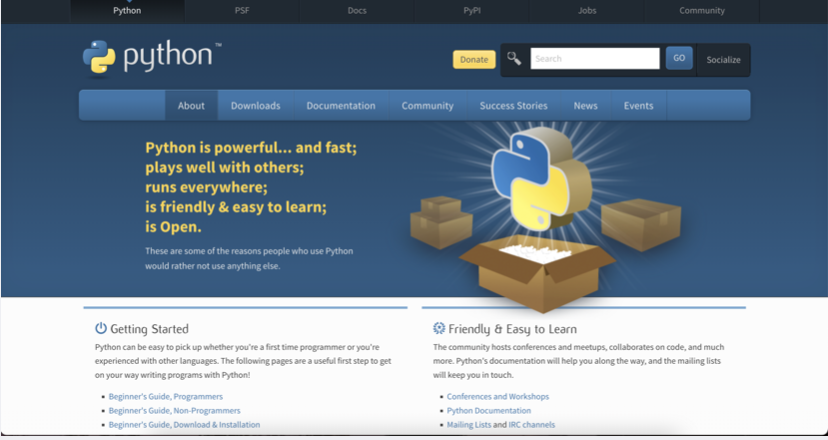 Python PSF Docs PyPI Jobs Community
python™
Donate Search GO Socialize
About Downloads Documentation Community Success Stories News Events
Python is powerful... and fast;
plays well with others;
runs everywhere;
is friendly & easy to learn;
is Open.
These are some of the reasons people who use Python
would rather not use anything else.
Getting Started
Python can be easy to pick up whether you're a first time programmer or you're
experienced with other languages. The following pages are a useful first step to get
on your way writing programs with Python!
• Beginner's Guide, Programmers
• Beginner's Guide, Non-Programmers
• Beginner's Guide, Download & Installation
Friendly & Easy to Learn
The community hosts conferences and meetups, collaborates on code, and much
more. Python's documentation will help you along the way, and the mailing lists
will keep you in touch.
• Conferences and Workshops
• Python Documentation
• Mailing Lists and IRC channels